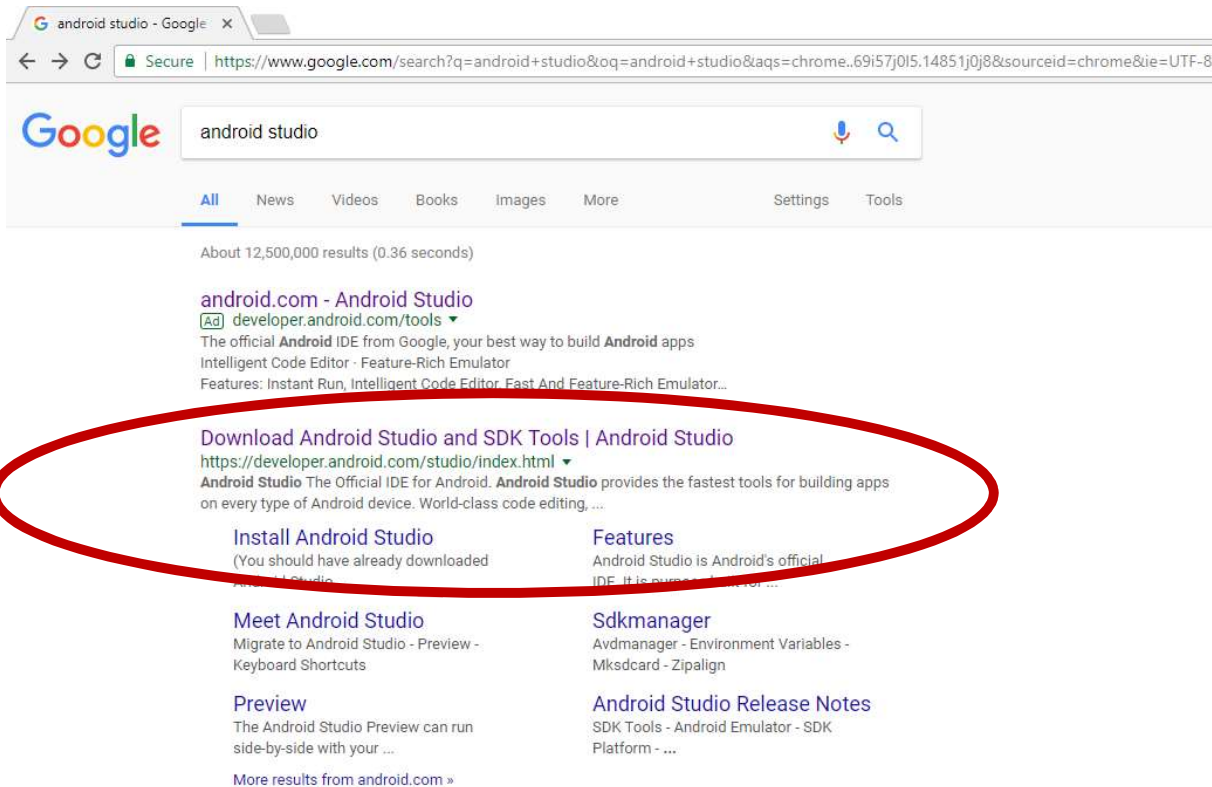 android studio - Google
Secure | https://www.google.com/search?q=android+studio&oq=android+studio&aqs=chrome..69i57j0l5.14851j0j8&sourceid=chrome&ie=UTF-8
Google android studio
All News Videos Books Images More Settings Tools
About 12,500,000 results (0.36 seconds)
android.com - Android Studio
Ad developer.android.com/tools
The official Android IDE from Google, your best way to build Android apps
Intelligent Code Editor · Feature-Rich Emulator
Features: Instant Run, Intelligent Code Editor, Fast And Feature-Rich Emulator...
Download Android Studio and SDK Tools | Android Studio
https://developer.android.com/studio/index.html
Android Studio The Official IDE for Android. Android Studio provides the fastest tools for building apps
on every type of Android device. World-class code editing, ...
Install Android Studio
(You should have already downloaded
Android Studio
Features
Android Studio is Android's official
IDE. It is
Meet Android Studio
Migrate to Android Studio - Preview -
Keyboard Shortcuts
Sdkmanager
Avdmanager - Environment Variables -
Mksdcard - Zipalign
Preview
The Android Studio Preview can run
side-by-side with your ...
Android Studio Release Notes
SDK Tools - Android Emulator - SDK
Platform - ...
More results from android.com »